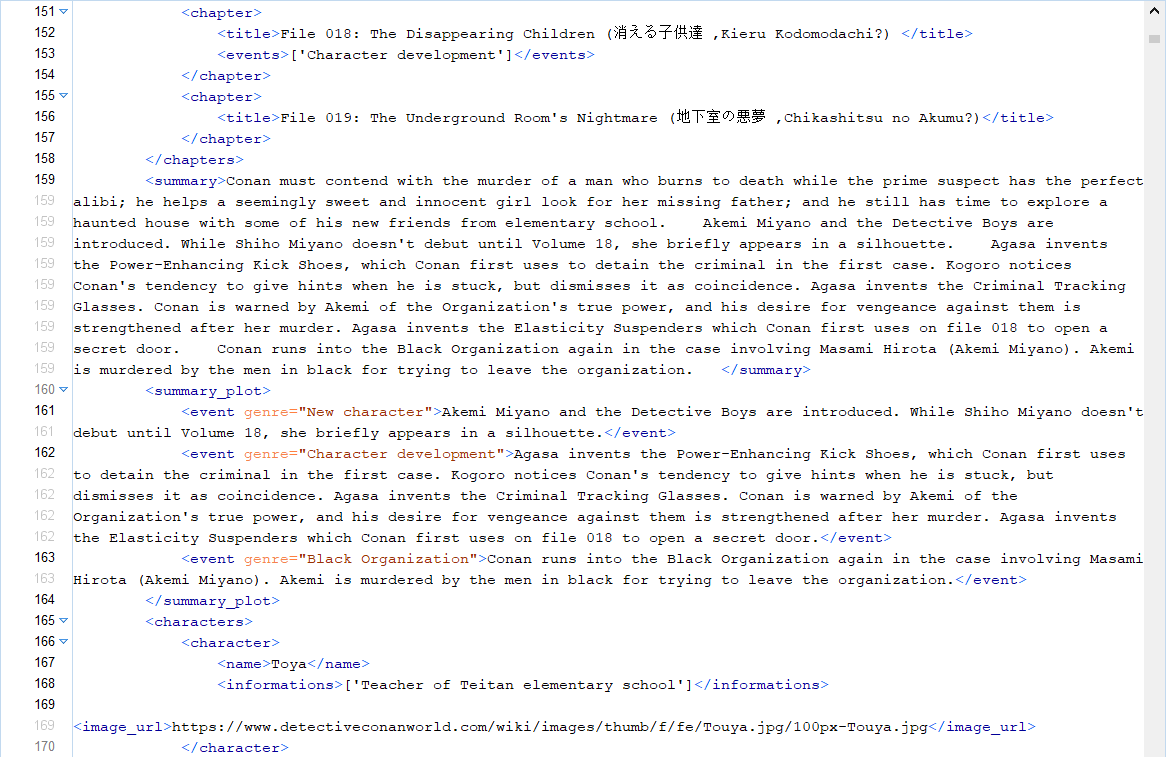 151 <chapter>
152 <title>File 018: The Disappearing Children (消える子供達 ,Kieru Kodomodachi?) </title>
153 <events>['Character development']</events>
154 </chapter>
155 <chapter>
156 <title>File 019: The Underground Room's Nightmare (地下室の悪夢 ,Chikashitsu no Akumu?)</title>
157 </chapter>
158 </chapters>
159 <summary>Conan must contend with the murder of a man who burns to death while the prime suspect has the perfect
159 alibi; he helps a seemingly sweet and innocent girl look for her missing father; and he still has time to explore a
159 haunted house with some of his new friends from elementary school.    Akemi Miyano and the Detective Boys are
159 introduced. While Shiho Miyano doesn't debut until Volume 18, she briefly appears in a silhouette.    Agasa invents
159 the Power-Enhancing Kick Shoes, which Conan first uses to detain the criminal in the first case. Kogoro notices
159 Conan's tendency to give hints when he is stuck, but dismisses it as coincidence. Agasa invents the Criminal Tracking
159 Glasses. Conan is warned by Akemi of the Organization's true power, and his desire for vengeance against them is
159 strengthened after her murder. Agasa invents the Elasticity Suspenders which Conan first uses on file 018 to open a
159 secret door.    Conan runs into the Black Organization again in the case involving Masami Hirota (Akemi Miyano). Akemi
159 is murdered by the men in black for trying to leave the organization.   </summary>
160 <summary_plot>
161 <event genre="New character">Akemi Miyano and the Detective Boys are introduced. While Shiho Miyano doesn't
161 debut until Volume 18, she briefly appears in a silhouette.</event>
162 <event genre="Character development">Agasa invents the Power-Enhancing Kick Shoes, which Conan first uses
162 to detain the criminal in the first case. Kogoro notices Conan's tendency to give hints when he is stuck, but
162 dismisses it as coincidence. Agasa invents the Criminal Tracking Glasses. Conan is warned by Akemi of the
162 Organization's true power, and his desire for vengeance against them is strengthened after her murder. Agasa invents
162 the Elasticity Suspenders which Conan first uses on file 018 to open a secret door.</event>
163 <event genre="Black Organization">Conan runs into the Black Organization again in the case involving Masami
163 Hirota (Akemi Miyano). Akemi is murdered by the men in black for trying to leave the organization.</event>
164 </summary_plot>
165 <characters>
166 <character>
167 <name>Toya</name>
168 <informations>['Teacher of Teitan elementary school']</informations>
169
169 <image_url>https://www.detectiveconanworld.com/wiki/images/thumb/f/fe/Touya.jpg/100px-Touya.jpg</image_url>
170 </character>